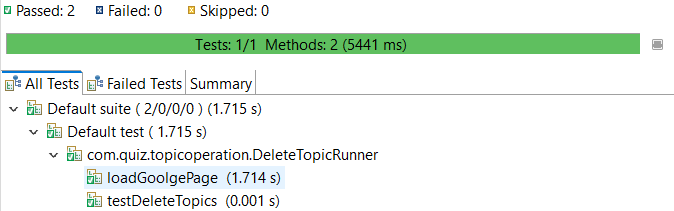 Passed: 2 Failed: 0 Skipped: 0
Tests: 1/1 Methods: 2 (5441 ms)
All Tests Failed Tests Summary
Default suite ( 2/0/0/0 ) (1.715 s)
Default test ( 1.715 s)
com.quiz.topicoperation.DeleteTopicRunner
loadGoolgePage (1.714 s)
testDeleteTopics (0.001 s)